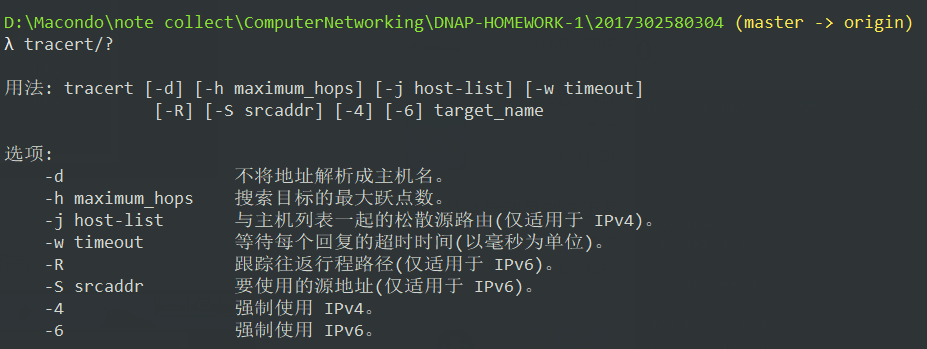 D:\Macondo\note collect\ComputerNetworking\DNAP-HOMEWORK-1\2017302580304 (master -> origin)
λ tracert/?
用法: tracert [-d] [-h maximum_hops] [-j host-list] [-w timeout]
[-R] [-S srcaddr] [-4] [-6] target_name
选项:
-d 不将地址解析成主机名。
-h maximum_hops 搜索目标的最大跃点数。
-j host-list 与主机列表一起的松散源路由(仅适用于 IPv4)。
-w timeout 等待每个回复的超时时间(以毫秒为单位)。
-R 跟踪往返行程路径(仅适用于 IPv6)。
-S srcaddr 要使用的源地址(仅适用于 IPv6)。
-4 强制使用 IPv4。
-6 强制使用 IPv6。